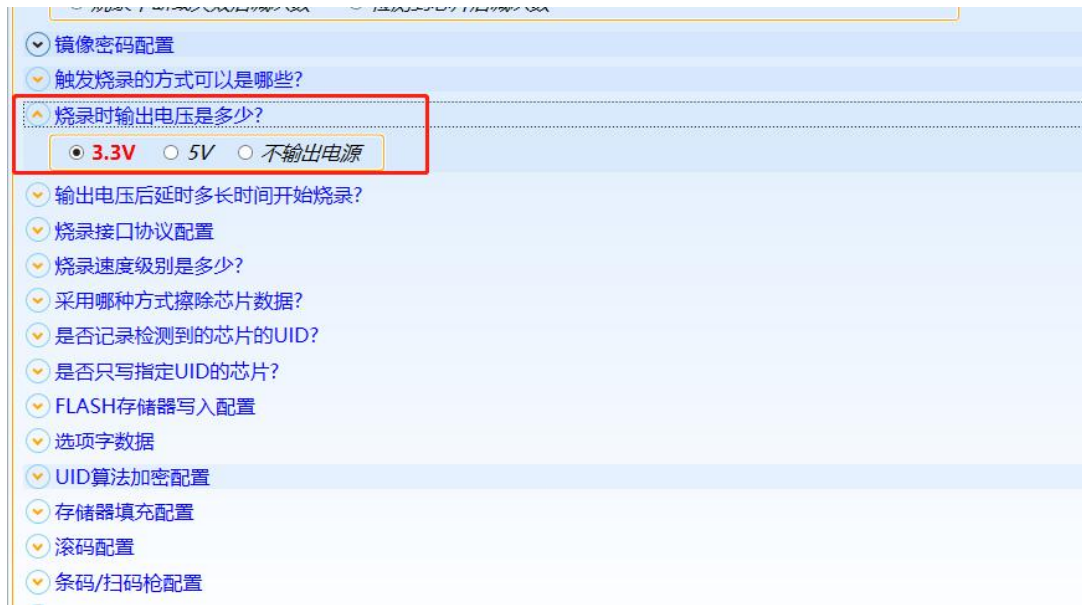 镜像密码配置
触发烧录的方式可以是哪些?
烧录时输出电压是多少?
3.3V 5V 不输出电源
输出电压后延时多长时间开始烧录?
烧录接口协议配置
烧录速度级别是多少?
采用哪种方式擦除芯片数据?
是否记录检测到的芯片的UID?
是否只写指定UID的芯片?
FLASH存储器写入配置
选项字数据
UID算法加密配置
存储器填充配置
滚码配置
条码/扫码枪配置